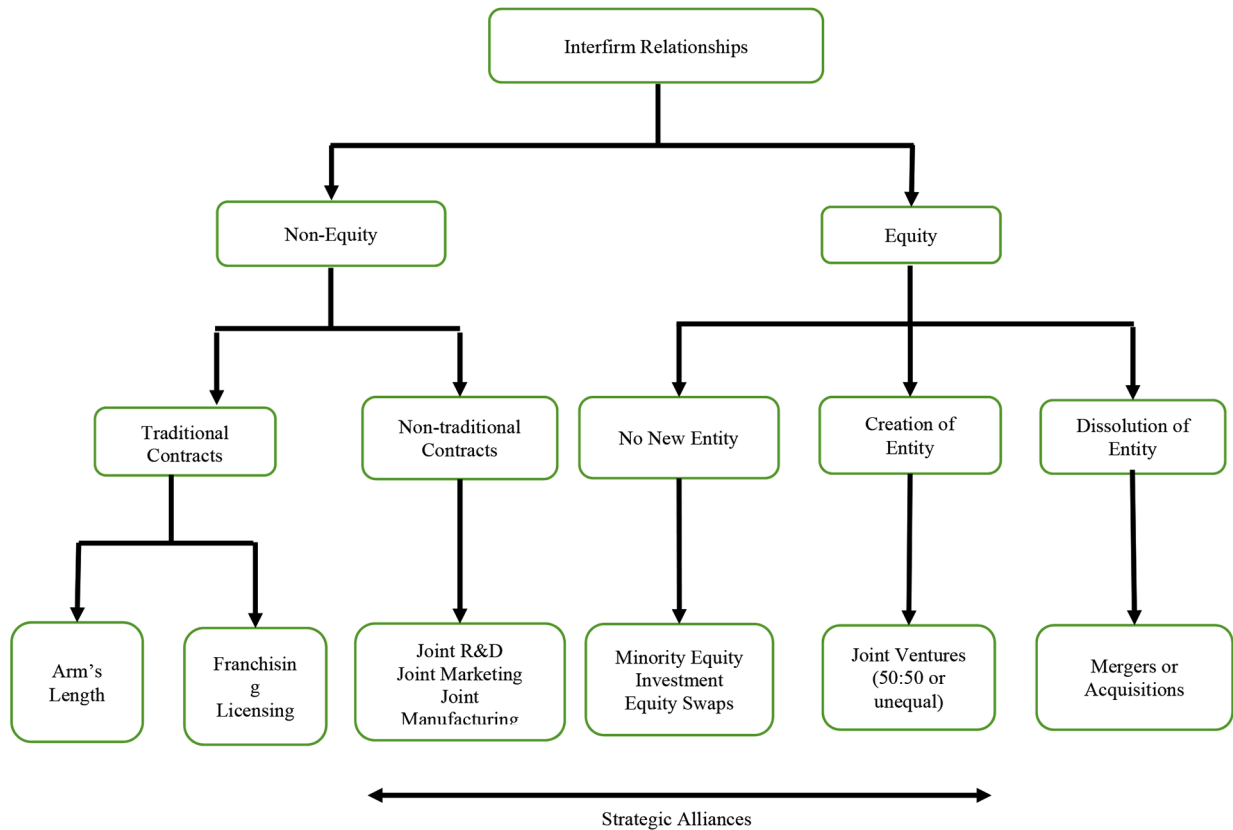 Interfirm Relationships
Non-Equity
Equity
Traditional
Contracts
Non-traditional
Contracts
No New Entity
Creation of
Entity
Dissolution of
Entity
Arm’s
Length
Franchisin
g
Licensing
Joint R&D
Joint Marketing
Joint
Manufacturing
Minority Equity
Investment
Equity Swaps
Joint Ventures
(50:50 or
unequal)
Mergers or
Acquisitions
Strategic Alliances